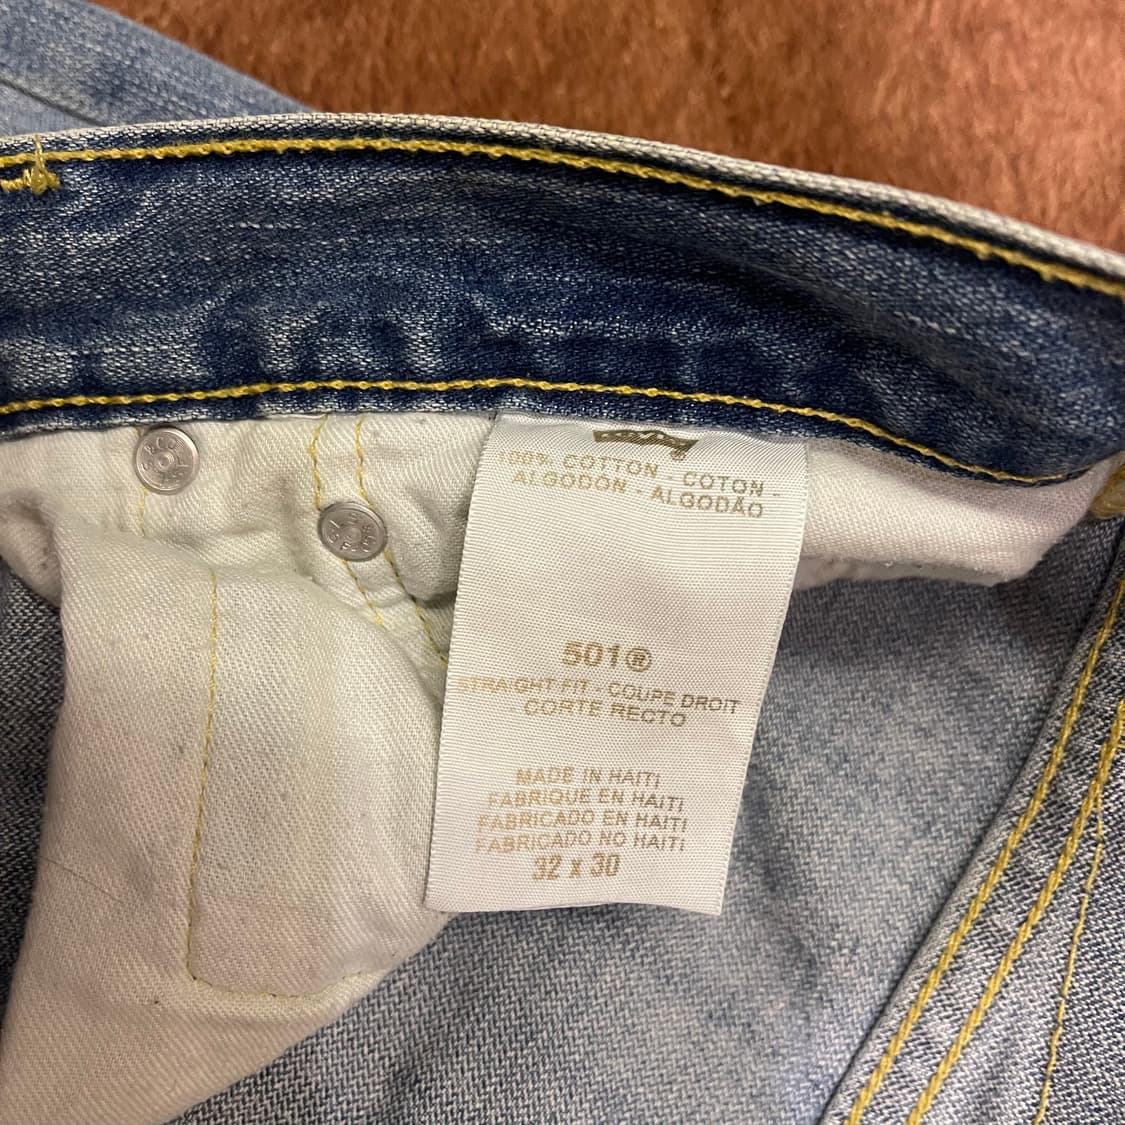 100% COTTON - COTON -
ALGODÓN - ALGODÃO
501®
STRAIGHT FIT - COUPE DROIT
- CORTE RECTO
MADE IN HAITI
FABRIQUE EN HAITI
FABRICADO EN HAITI
FABRICADO NO HAITI
32 x 30